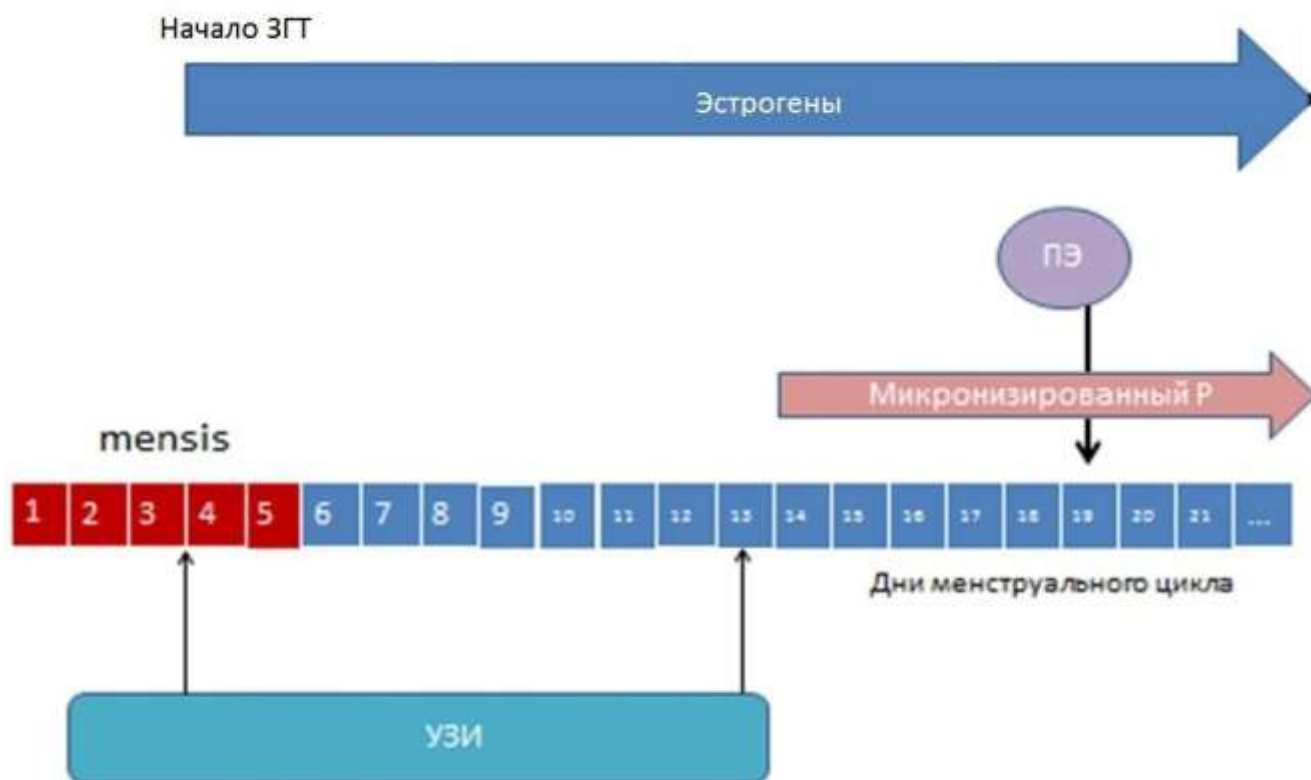 Начало ЗГТ
Эстрогены
ПЭ
Микронизированный Р
mensis
1 2 3 4 5 6 7 8 9 10 11 12 13 14 15 16 17 18 19 20 21 ...
Дни менструального цикла
УЗИ